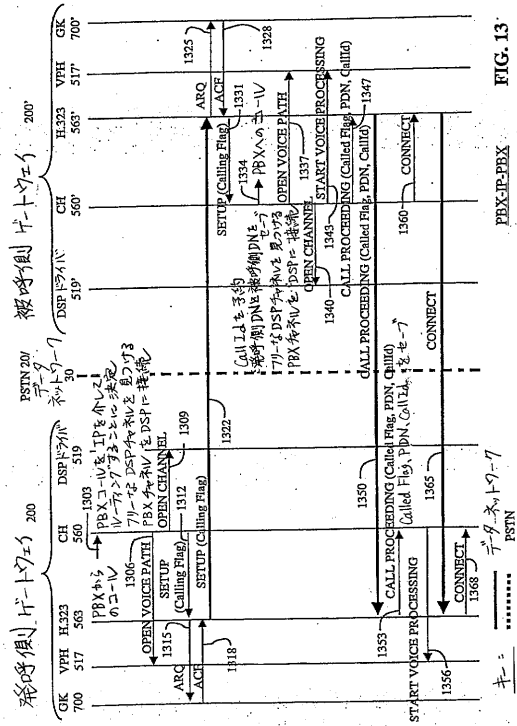 発呼側 ゲートウェイ 200
GK
700
VPH
517
H.323
563
CH
560
DSPドライバ
519
PSTN 20/
データ
ネットワーク
30
被呼側 ゲートウェイ 200'
DSPドライバ
519'
CH
560'
H.323
563'
VPH
517'
GK
700'
1303
PBXから
のコール
PBXコールを IPを介して
ルーティングすることに決定
フリーなDSPチャネルを見つける
PBXチャネルをDSPに接続
OPEN VOICE PATH
1306
OPEN CHANNEL
1309
SETUP
(Calling Flag)
1312
ARQ
1315
ACF
1318
SETUP (Calling Flag)
1322
ARQ
1325
ACF
1328
SETUP (Calling Flag)
1331
1334
PBXへのコール
CallIdを予約
発呼側DNと被呼側DNを、
セーブ
フリーなDSPチャネルを見つける
PBXチャネルをDSPに接続
OPEN VOICE PATH
1337
OPEN CHANNEL
1340
START VOICE PROCESSING
1343
CALL PROCEEDING (Called Flag, PDN, CallId)
1347
CALL PROCEEDING (Called Flag, PDN, CallId)
1350
CALL PROCEEDING (Called Flag, PDN, CallId)
1353
Called Flag, PDN, CallId, をセーブ
START VOICE PROCESSING
1356
CONNECT
1360
CONNECT
1365
CONNECT
1368
キー:
データ・ネットワーク
PSTN
PBX-IP-PBX
FIG. 13